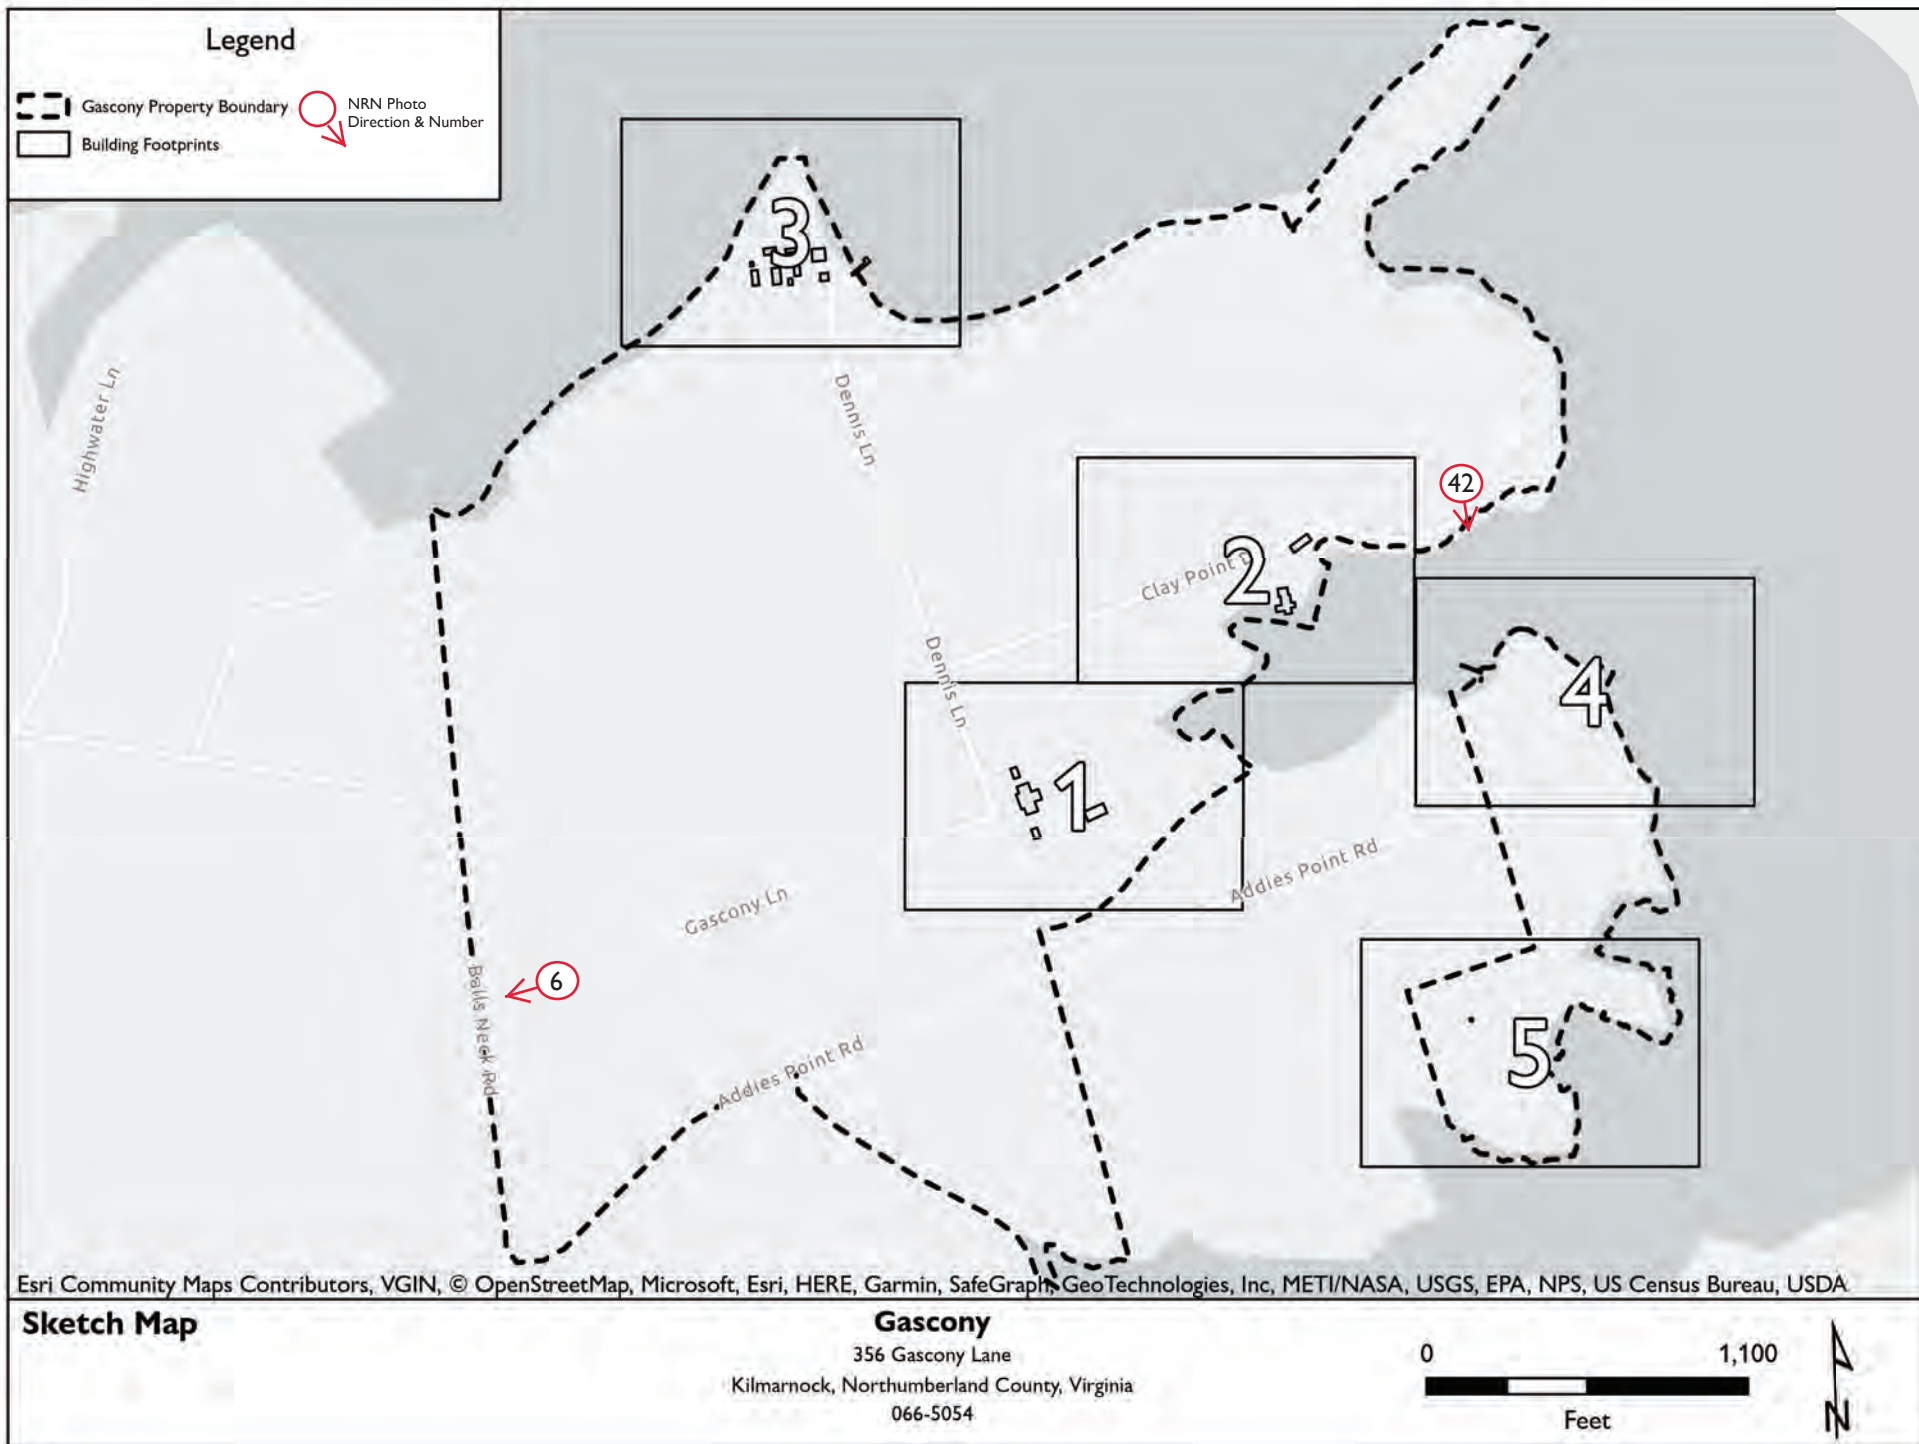 Legend
Gascony Property Boundary
Building Footprints
NRN Photo
Direction & Number
3
Highwater Ln
Dennis Ln
42
Clay Point
2
Dennis Ln
4
1
Addies Point Rd
Gascony Ln
6
Balls Neck Rd
Addies Point Rd
5
Esri Community Maps Contributors, VGIN, © OpenStreetMap, Microsoft, Esri, HERE, Garmin, SafeGraph, GeoTechnologies, Inc, METI/NASA, USGS, EPA, NPS, US Census Bureau, USDA
Sketch Map
Gascony
356 Gascony Lane
Kilmarnock, Northumberland County, Virginia
066-5054
0 1,100
Feet
N